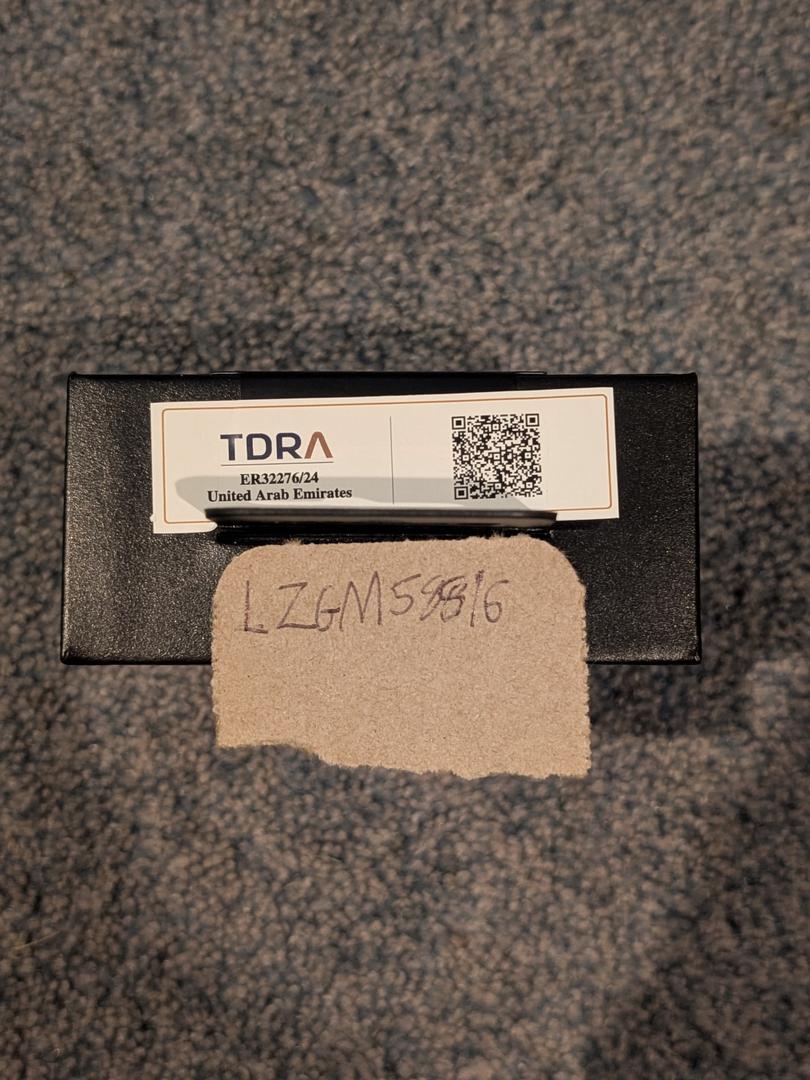 TDRA
ER32276/24
United Arab Emirates